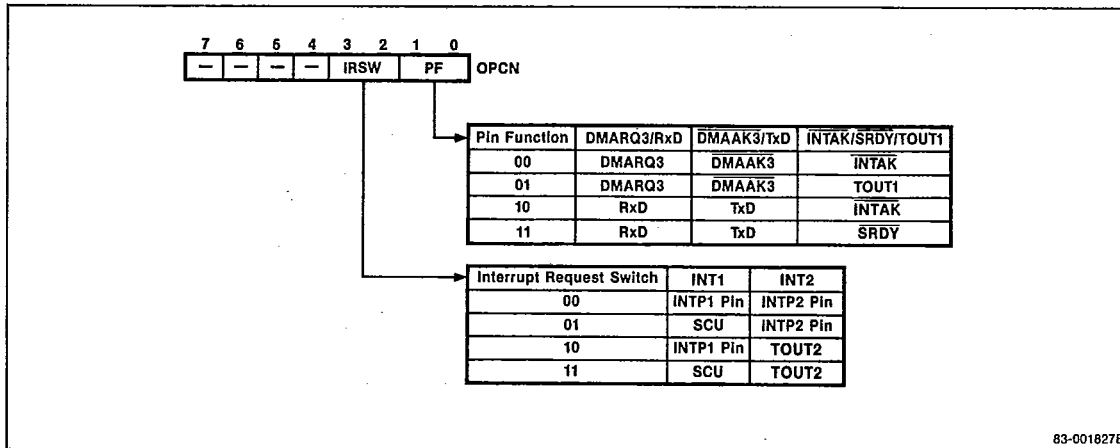 7 6 5 4 3 2 1 0
— — — — IRSW PF OPCN
Pin Function DMARQ3/RxD DMAAK3/TxD INTAK/SRDY/TOUT1
00 DMARQ3 DMAAK3 INTAK
01 DMARQ3 DMAAK3 TOUT1
10 RxD TxD INTAK
11 RxD TxD SRDY
Interrupt Request Switch INT1 INT2
00 INTP1 Pin INTP2 Pin
01 SCU INTP2 Pin
10 INTP1 Pin TOUT2
11 SCU TOUT2